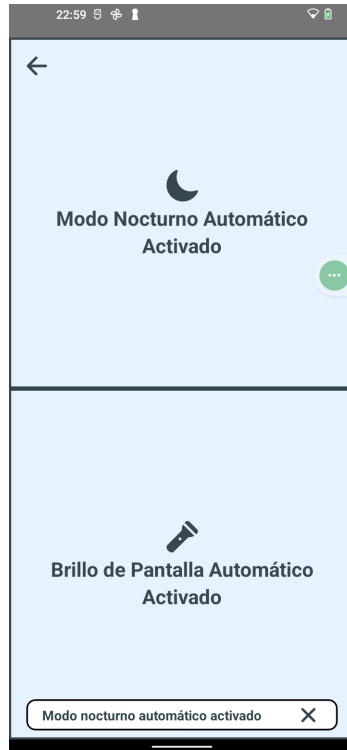 22:59
Modo Nocturno Automático
Activado
Brillo de Pantalla Automático
Activado
Modo nocturno automático activado